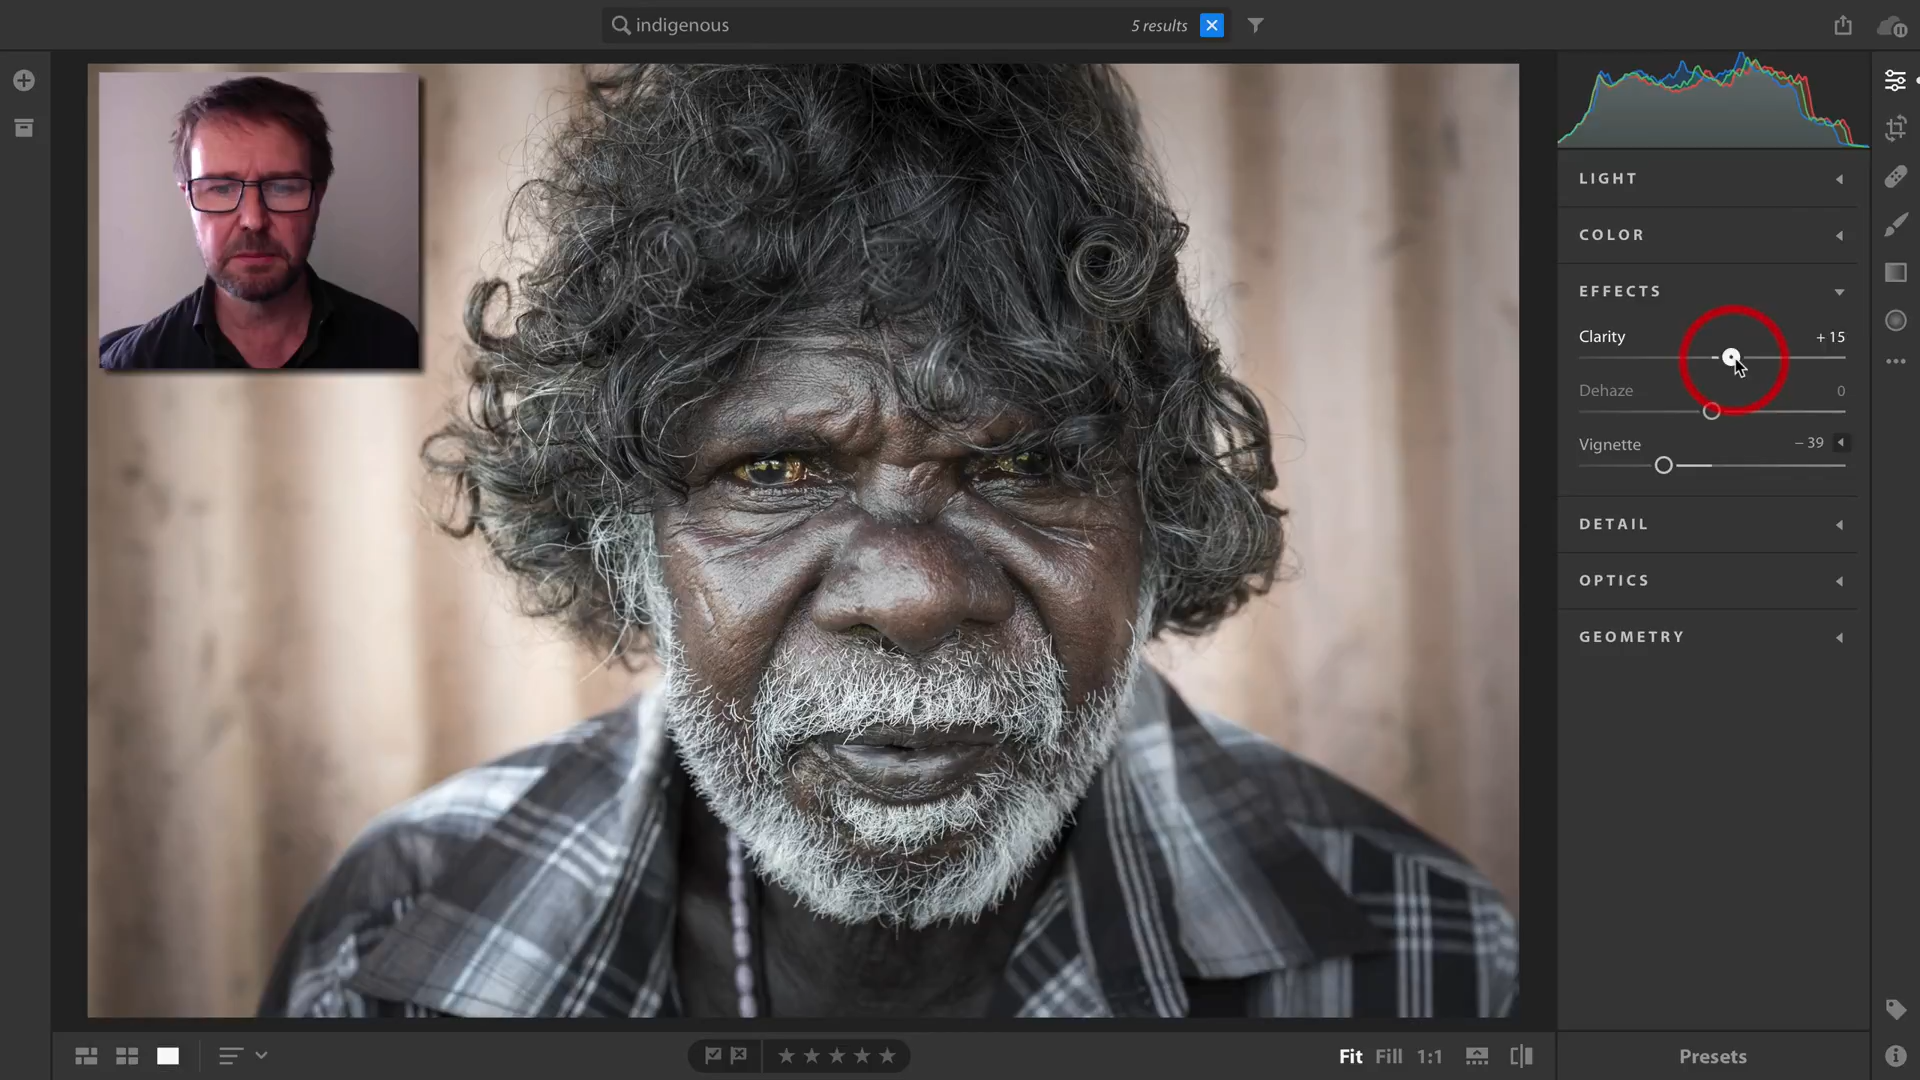 indigenous
5 results
LIGHT
COLOR
EFFECTS
Clarity + 15
Dehaze 0
Vignette – 39
DETAIL
OPTICS
GEOMETRY
Fit Fill 1:1
Presets